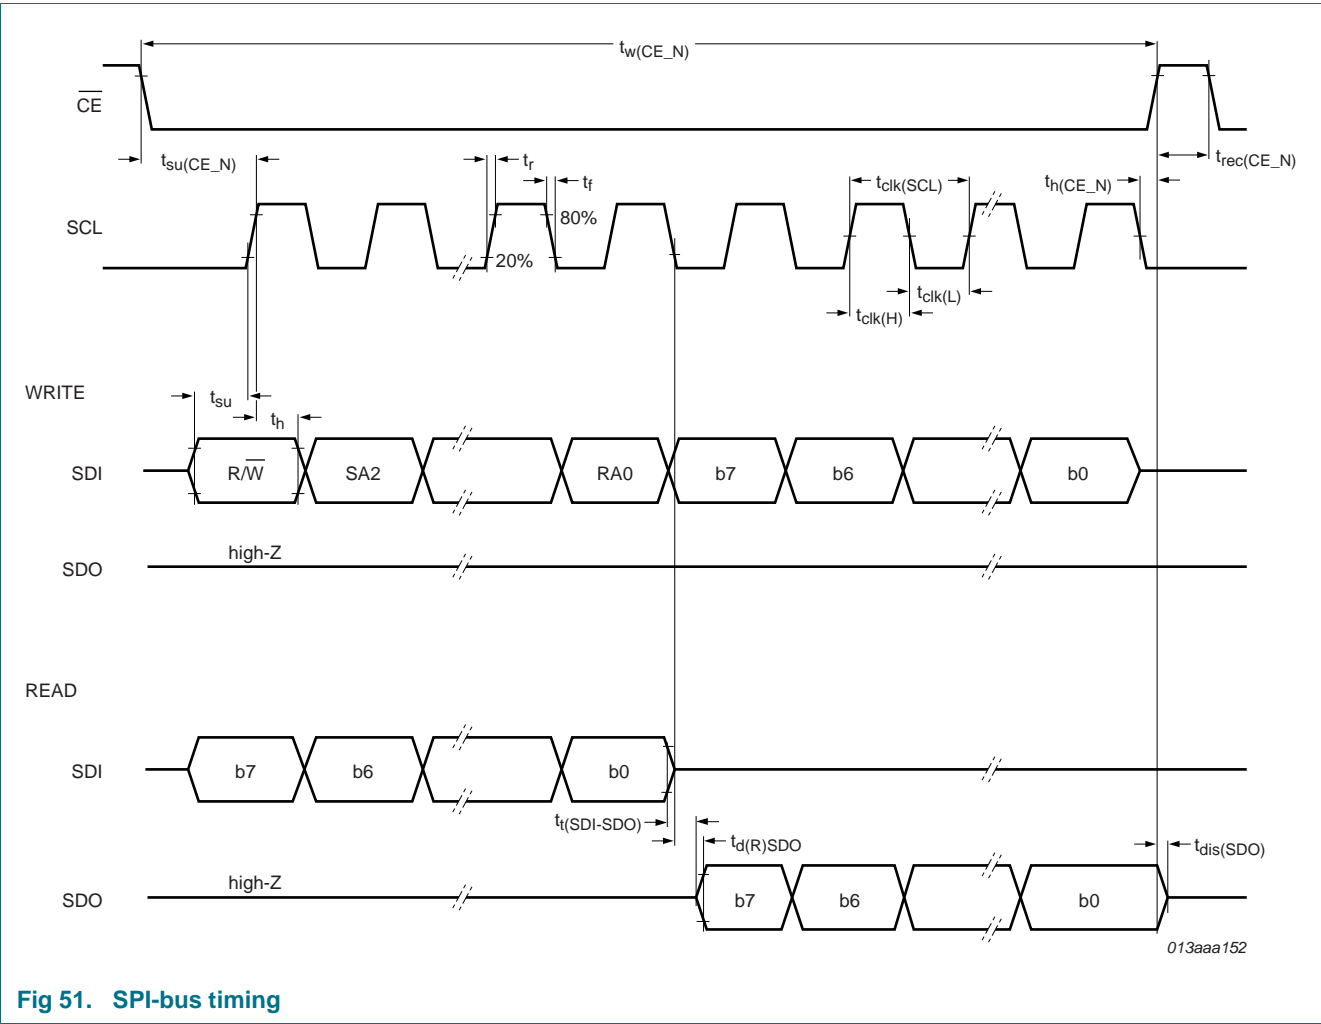 tw(CE_N)
CE
tsu(CE_N)
tr
tf
tclk(SCL)
th(CE_N)
trec(CE_N)
SCL
80%
20%
tclk(L)
tclk(H)
WRITE
tsu
th
SDI
R/W
SA2
RA0
b7
b6
b0
SDO
high-Z
READ
SDI
b7
b6
b0
tt(SDI-SDO)
td(R)SDO
tdis(SDO)
SDO
high-Z
b7
b6
b0
013aaa152
Fig 51. SPI-bus timing